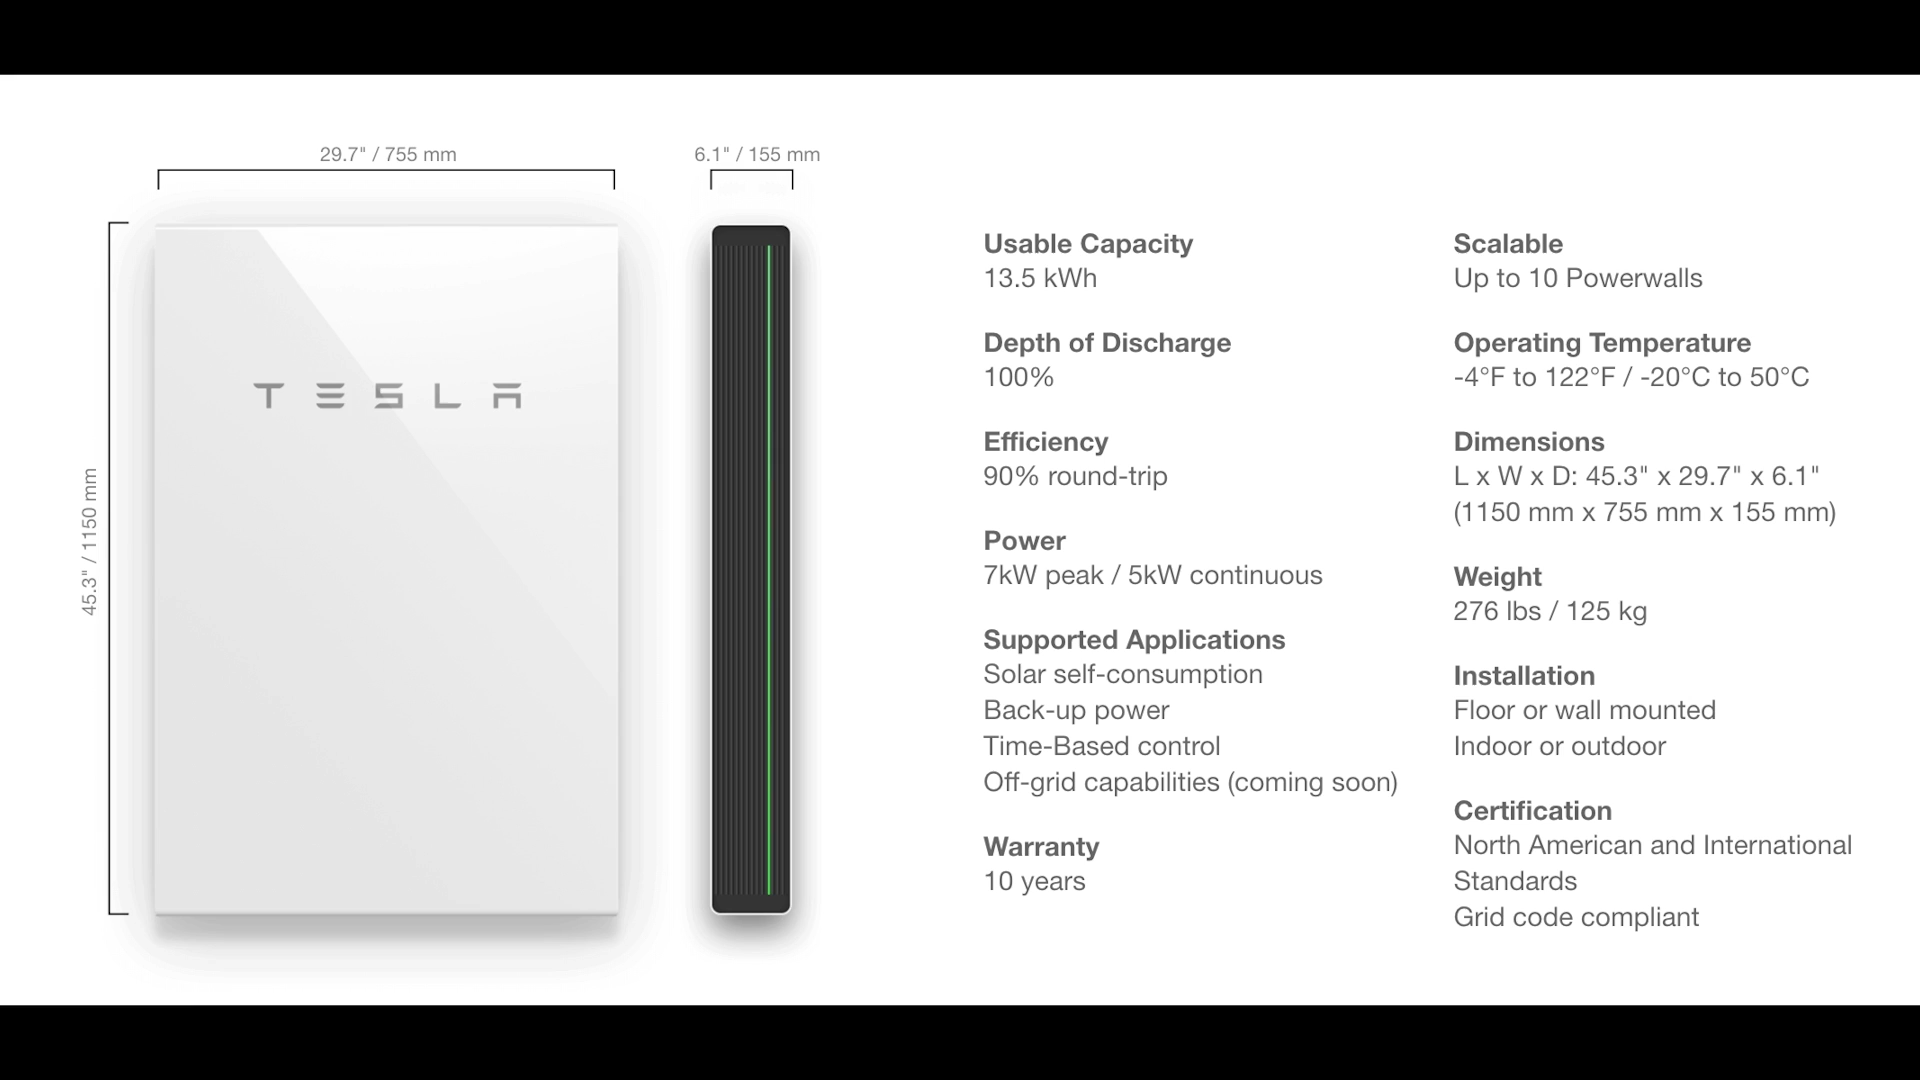 29.7" / 755 mm
6.1" / 155 mm
45.3" / 1150 mm
TESLA
Usable Capacity
13.5 kWh
Depth of Discharge
100%
Efficiency
90% round-trip
Power
7kW peak / 5kW continuous
Supported Applications
Solar self-consumption
Back-up power
Time-Based control
Off-grid capabilities (coming soon)
Warranty
10 years
Scalable
Up to 10 Powerwalls
Operating Temperature
-4°F to 122°F / -20°C to 50°C
Dimensions
L x W x D: 45.3" x 29.7" x 6.1"
(1150 mm x 755 mm x 155 mm)
Weight
276 lbs / 125 kg
Installation
Floor or wall mounted
Indoor or outdoor
Certification
North American and International
Standards
Grid code compliant